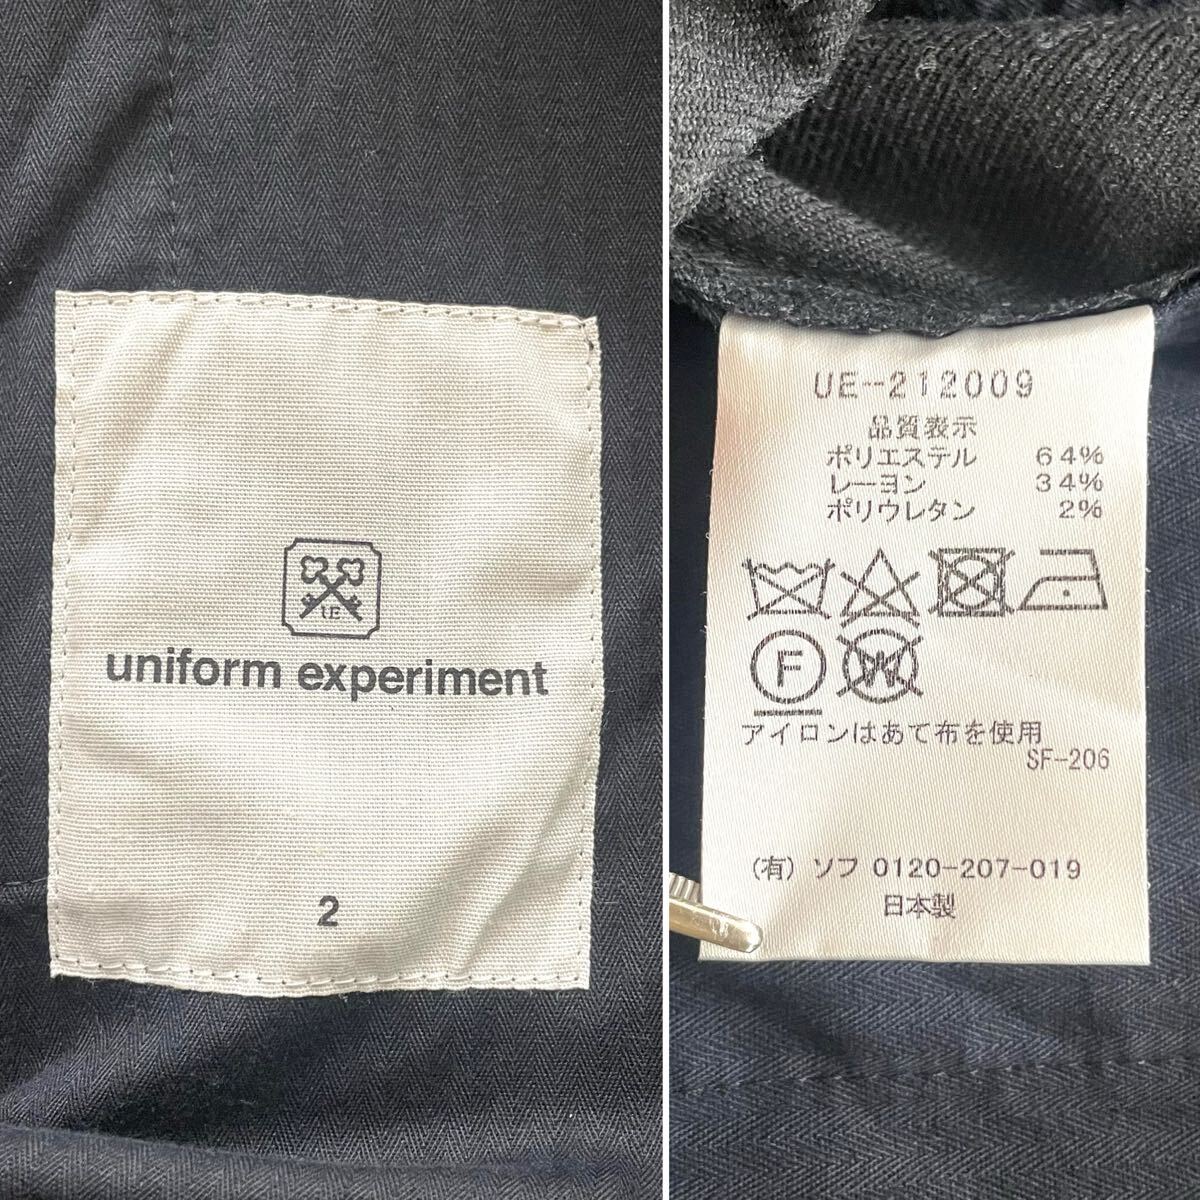 UE
uniform experiment
2
UE--212009
品質表示
ポリエステル 64%
レーヨン 34%
ポリウレタン 2%
F W
アイロンはあて布を使用
SF-206
(有) ソフ 0120-207-019
日本製